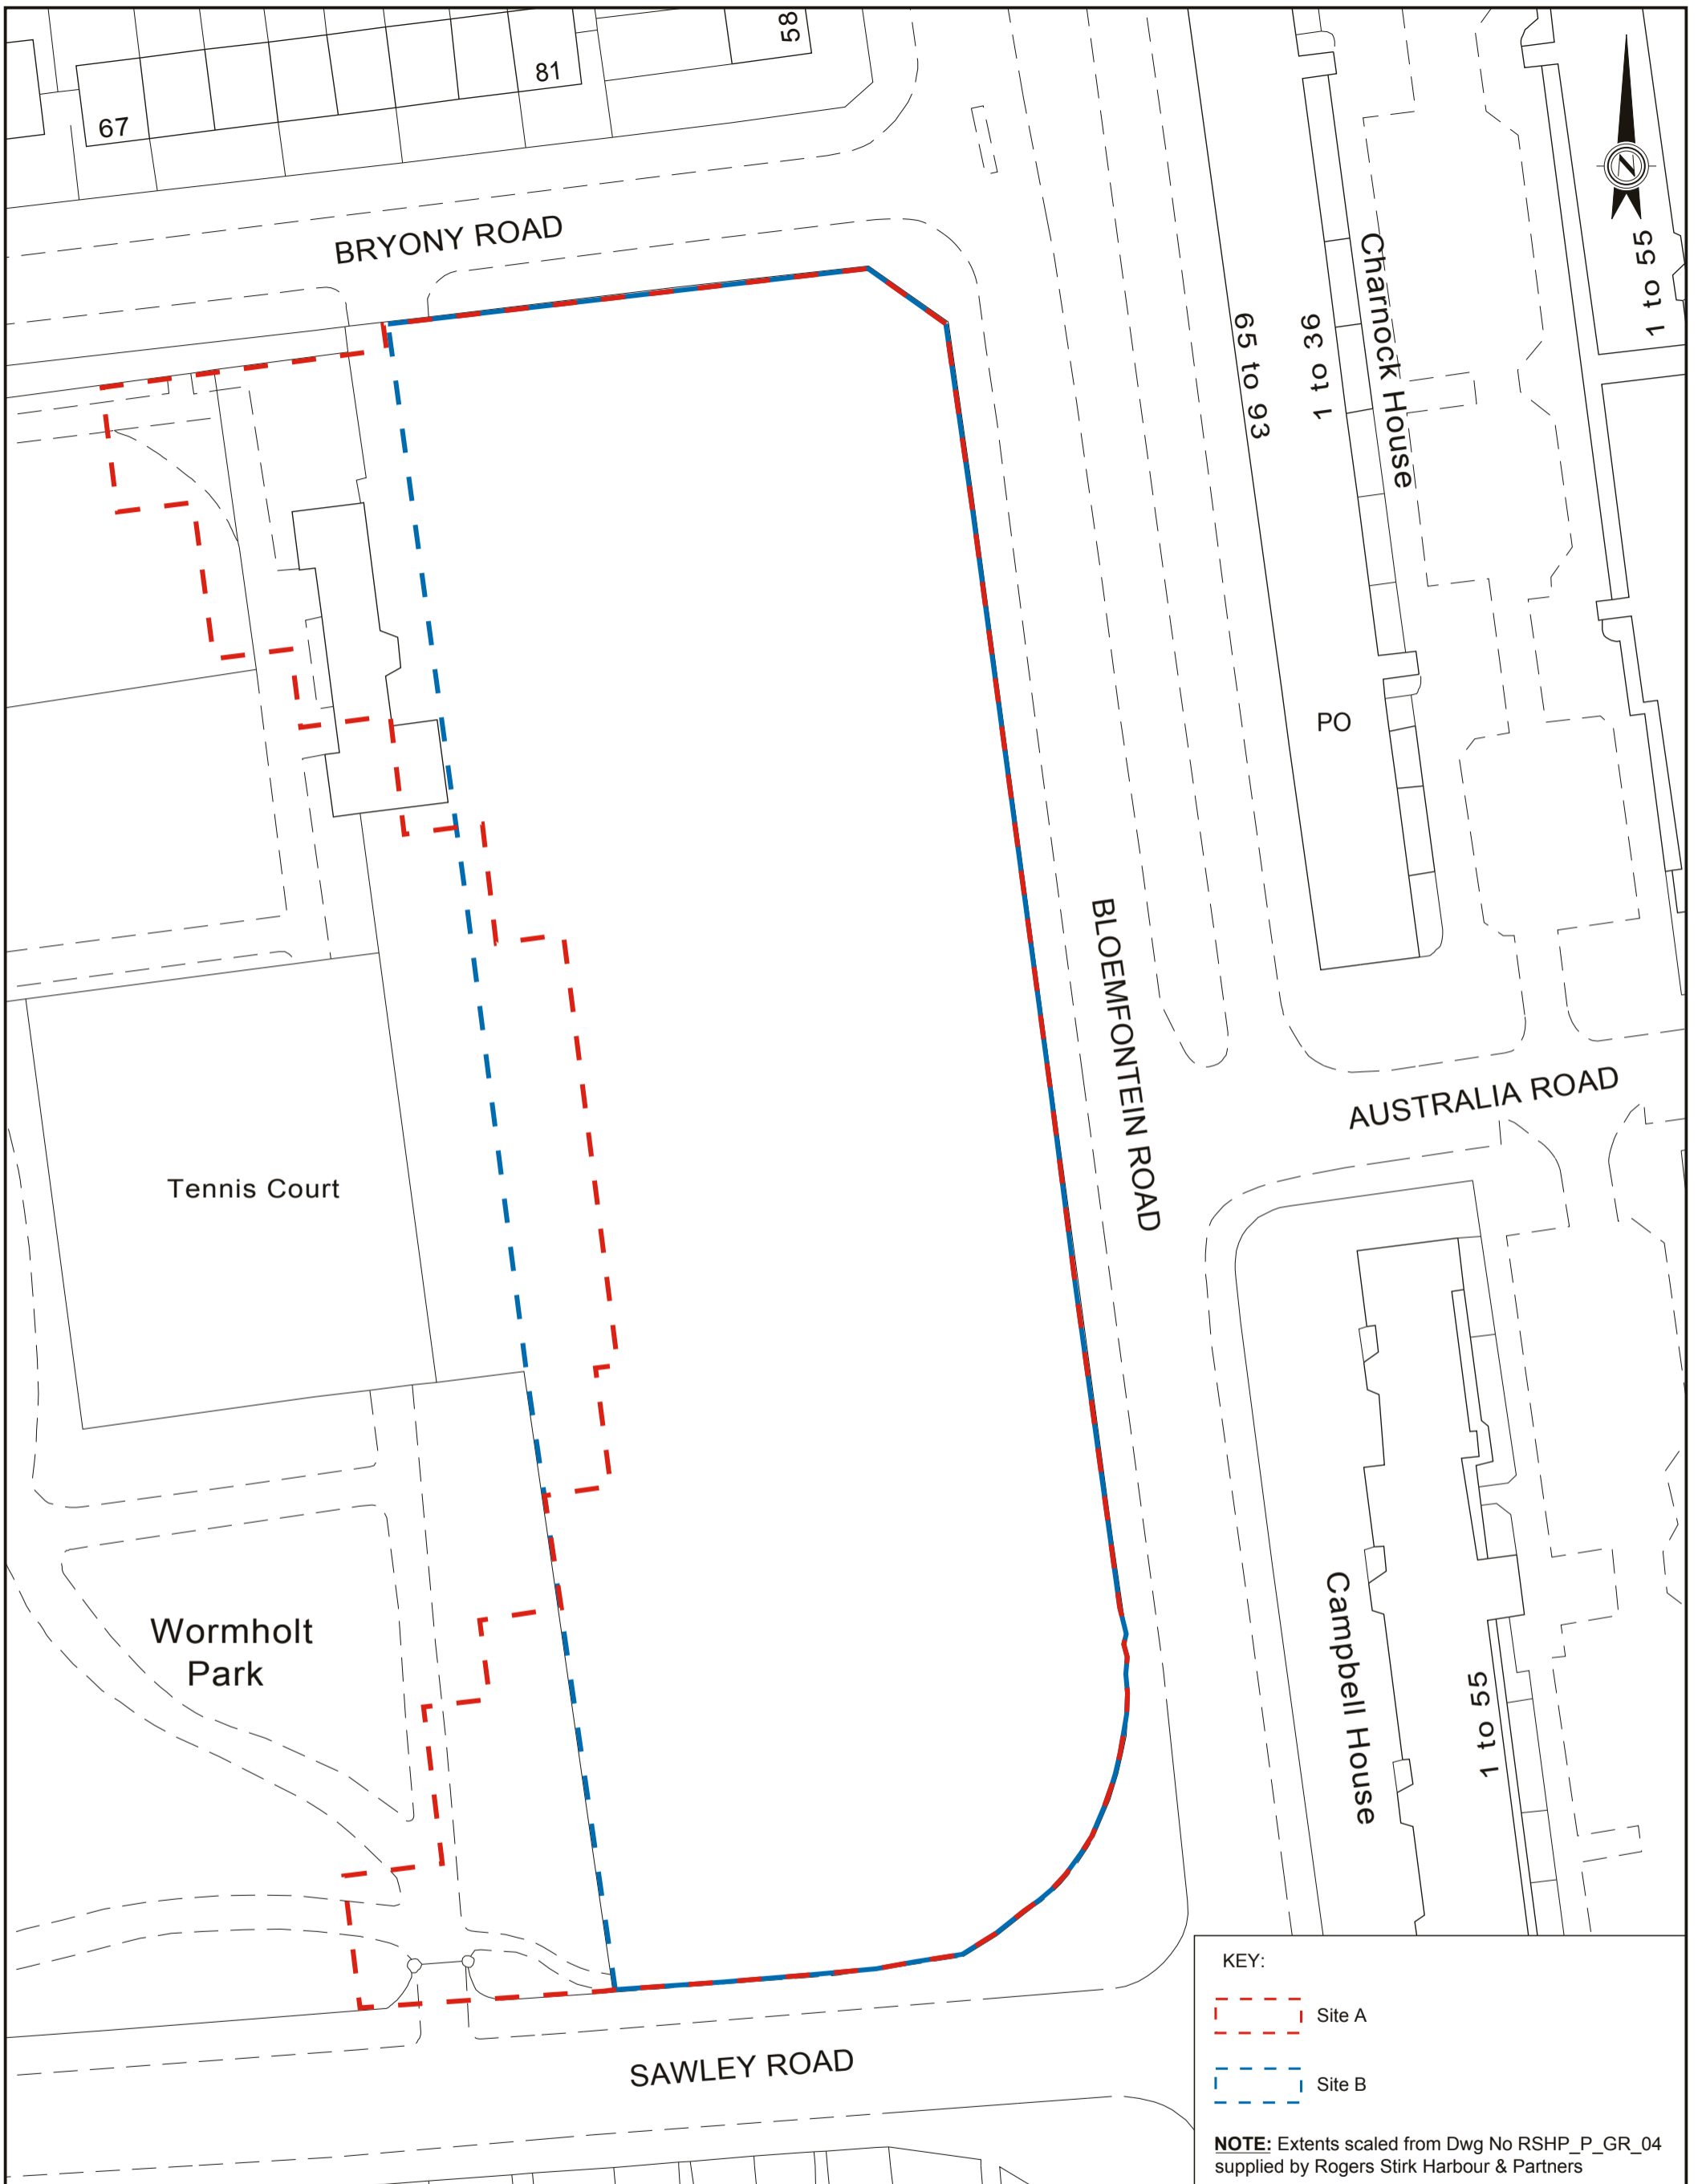 58
81
67
BRYONY ROAD
N
1 to 55
Charnock House
1 to 36
65 to 93
PO
BLOEMFONTEIN ROAD
AUSTRALIA ROAD
Tennis Court
Wormholt
Park
Campbell House
1 to 55
SAWLEY ROAD
KEY:
Site A
Site B
NOTE: Extents scaled from Dwg No RSHP_P_GR_04
supplied by Rogers Stirk Harbour & Partners